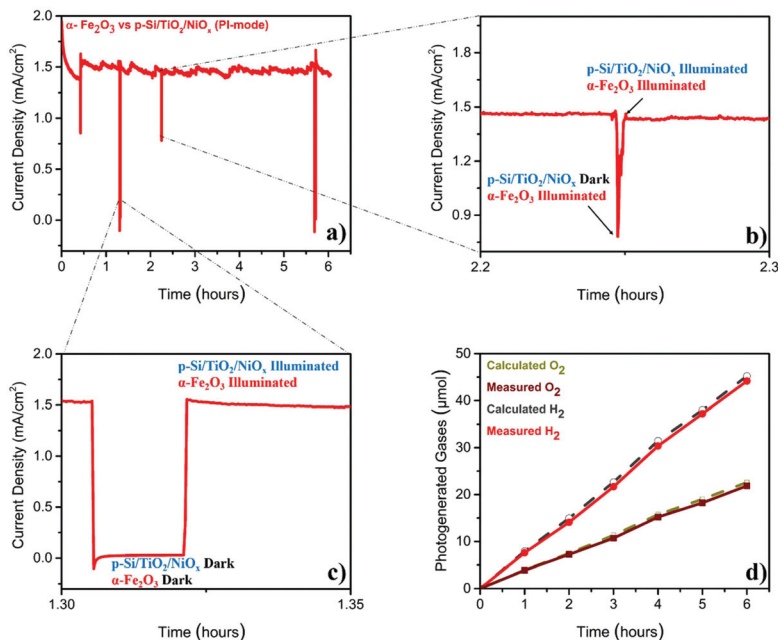 α- Fe₂O₃ vs p-Si/TiO₂/NiOₓ (PI-mode)
Current Density (mA/cm²)
2.0
1.5
1.0
0.5
0.0
0 1 2 3 4 5 6
Time (hours)
a)
p-Si/TiO₂/NiOₓ Illuminated
α-Fe₂O₃ Illuminated
p-Si/TiO₂/NiOₓ Dark
α-Fe₂O₃ Illuminated
Current Density (mA/cm²)
1.8
1.5
1.2
0.9
2.2 2.3
Time (hours)
b)
p-Si/TiO₂/NiOₓ Illuminated
α-Fe₂O₃ Illuminated
p-Si/TiO₂/NiOₓ Dark
α-Fe₂O₃ Dark
Current Density (mA/cm²)
2.0
1.5
1.0
0.5
0.0
1.30 1.35
Time (hours)
c)
Calculated O₂
Measured O₂
Calculated H₂
Measured H₂
Photogenerated Gases (μmol)
50
40
30
20
10
0
0 1 2 3 4 5 6
Time (hours)
d)